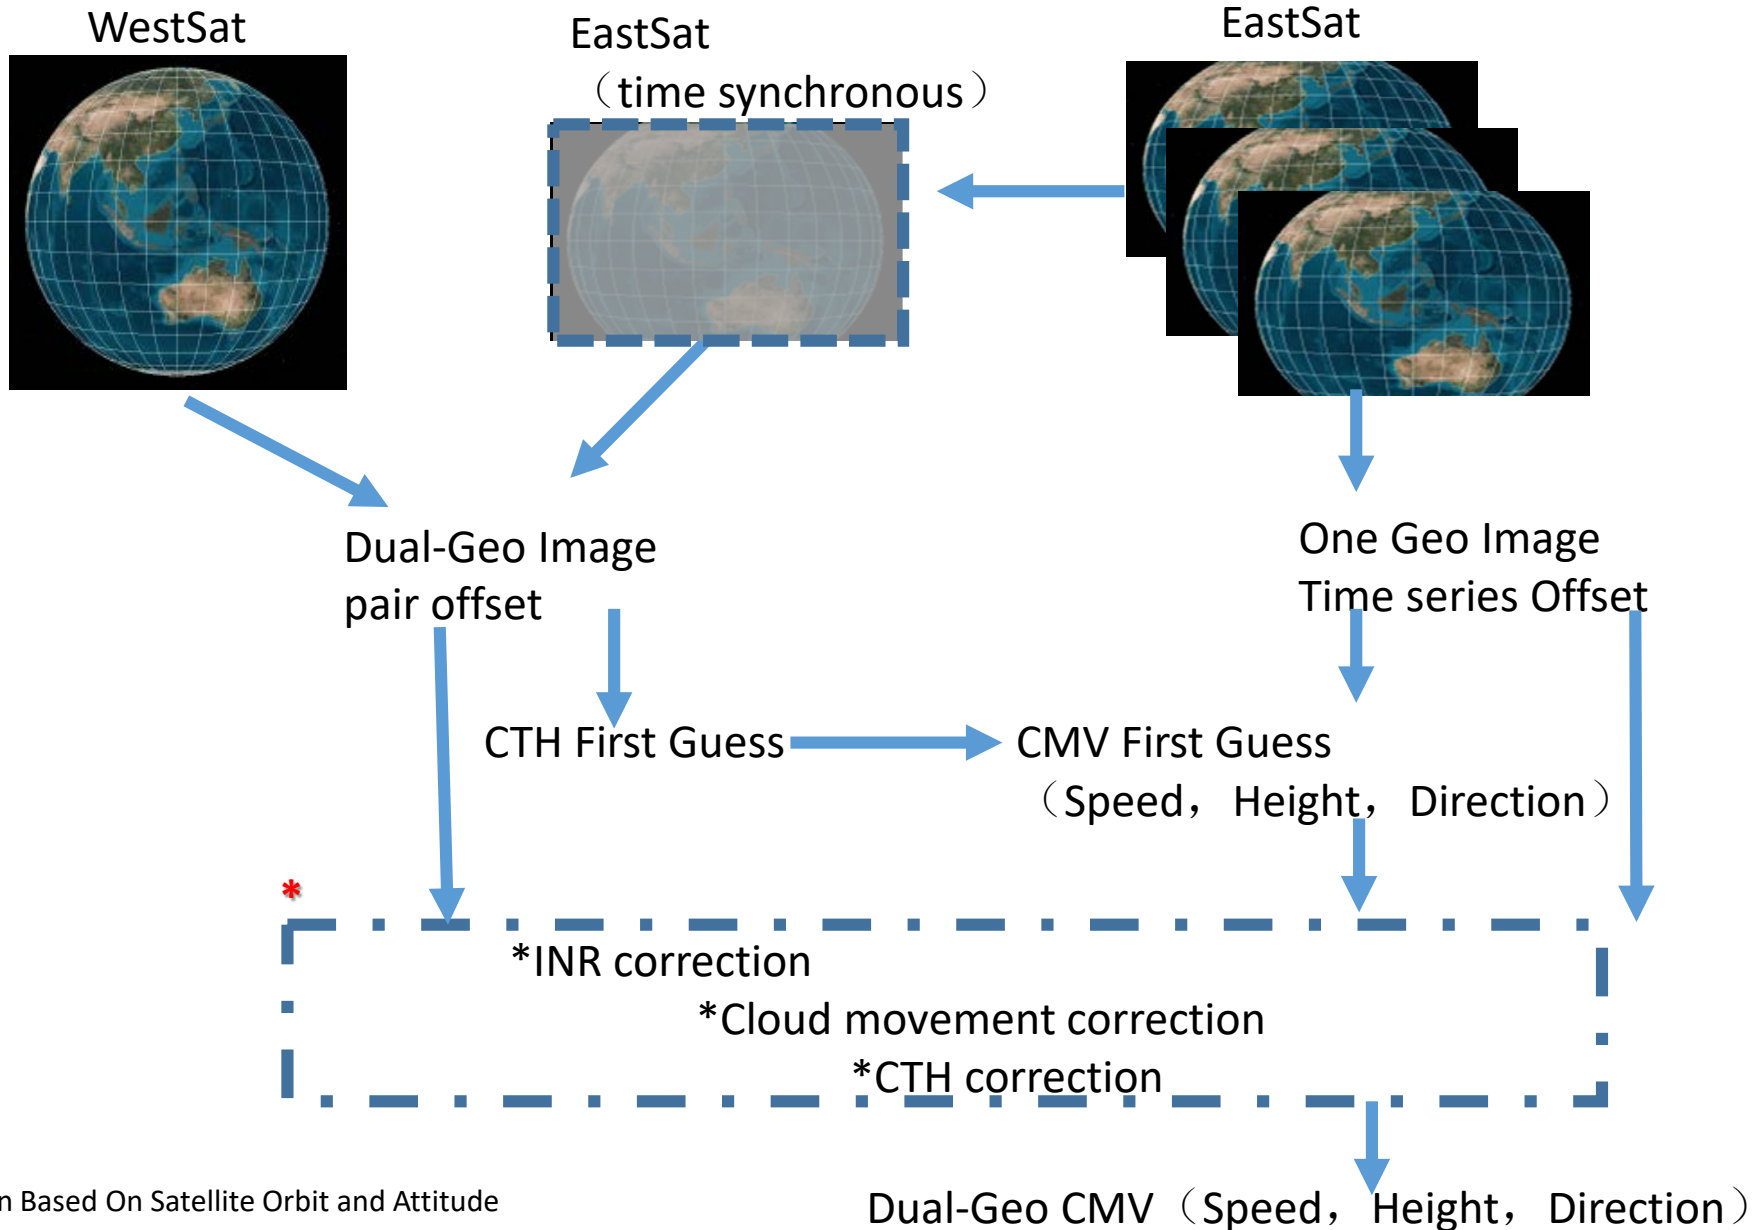 WestSat
EastSat
（time synchronous）
EastSat
Dual-Geo Image
pair offset
One Geo Image
Time series Offset
CTH First Guess
CMV First Guess
（Speed，Height，Direction）
*
*INR correction
*Cloud movement correction
*CTH correction
n Based On Satellite Orbit and Attitude
Dual-Geo CMV（Speed，Height，Direction）